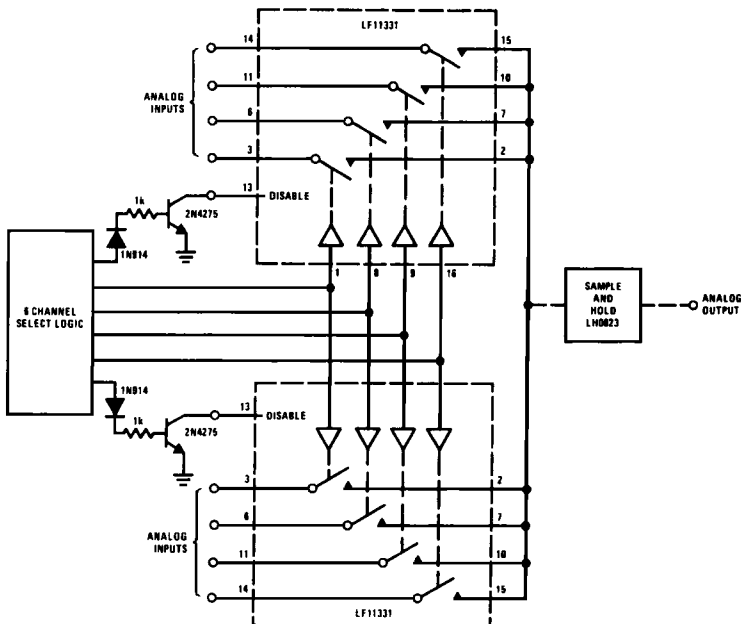 LF11331
14
15
11
10
ANALOG
INPUTS
6
7
3
2
13
DISABLE
1k
2N4275
1N914
1
8
9
16
6 CHANNEL
SELECT LOGIC
SAMPLE
AND
HOLD
LH0023
ANALOG
OUTPUT
1N914
13
DISABLE
1k
2N4275
3
2
6
7
ANALOG
INPUTS
11
10
14
15
LF11331